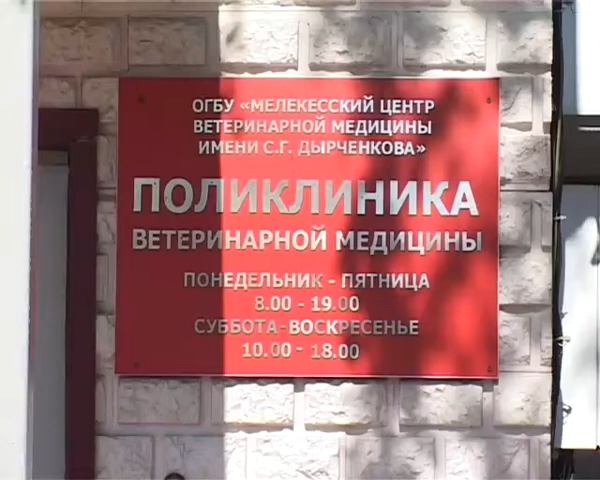 ОГБУ «МЕЛЕКЕССКИЙ ЦЕНТР
ВЕТЕРИНАРНОЙ МЕДИЦИНЫ
ИМЕНИ С.Г. ДЫРЧЕНКОВА»
ПОЛИКЛИНИКА
ВЕТЕРИНАРНОЙ МЕДИЦИНЫ
ПОНЕДЕЛЬНИК - ПЯТНИЦА
8.00 - 19.00
СУББОТА-ВОСКРЕСЕНЬЕ
10.00 - 18.00